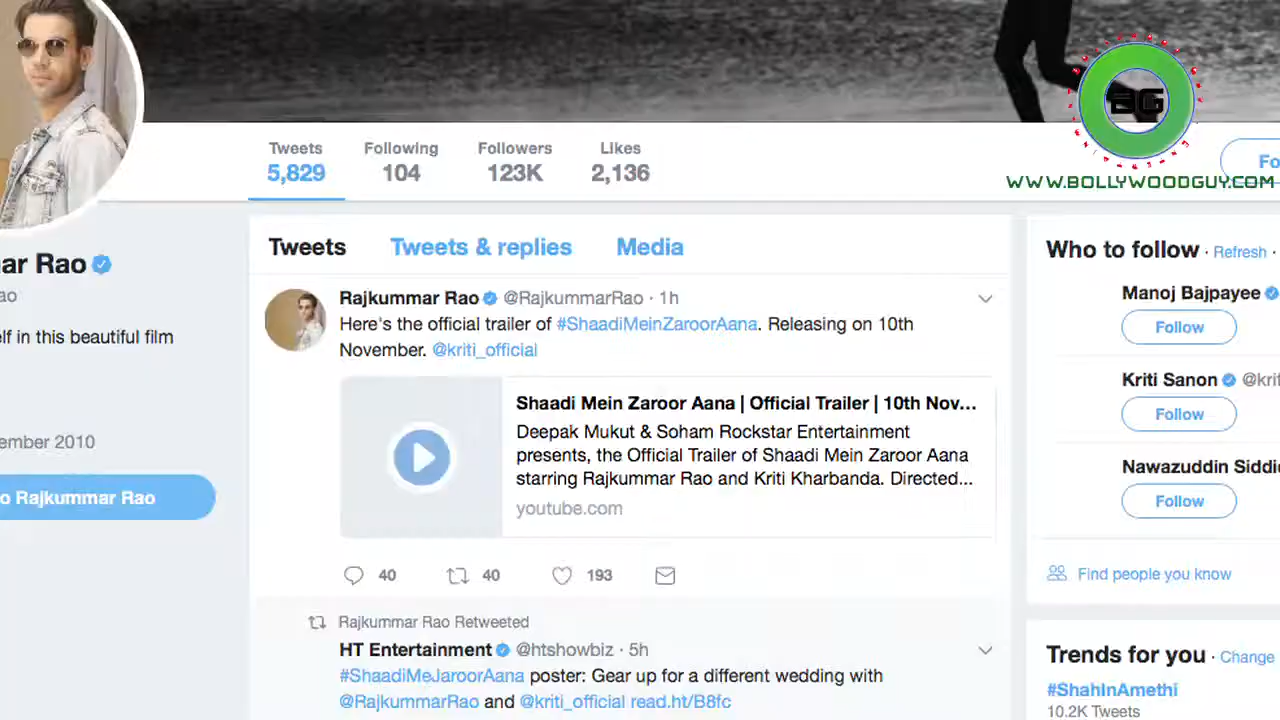 BG
WWW.BOLLYWOODGUY.COM
Tweets Following Followers Likes
5,829 104 123K 2,136
Fo
ar Rao
ao
elf in this beautiful film
ember 2010
o Rajkummar Rao
Tweets Tweets & replies Media
Rajkummar Rao @RajkummarRao · 1h
Here's the official trailer of #ShaadiMeinZaroorAana. Releasing on 10th
November. @kriti_official
Shaadi Mein Zaroor Aana | Official Trailer | 10th Nov...
Deepak Mukut & Soham Rockstar Entertainment
presents, the Official Trailer of Shaadi Mein Zaroor Aana
starring Rajkummar Rao and Kriti Kharbanda. Directed...
youtube.com
40 40 193
Rajkummar Rao Retweeted
HT Entertainment @htshowbiz · 5h
#ShaadiMeJaroorAana poster: Gear up for a different wedding with
@RajkummarRao and @kriti_official read.ht/B8fc
Who to follow · Refresh ·
Manoj Bajpayee
Follow
Kriti Sanon @krit
Follow
Nawazuddin Siddi
Follow
Find people you know
Trends for you · Change
#ShahInAmethi
10.2K Tweets